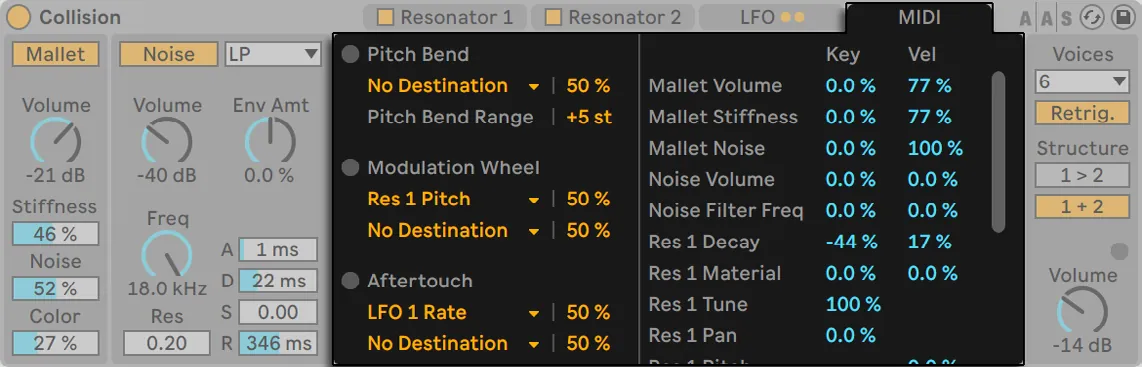 Collision
Resonator 1
Resonator 2
LFO
MIDI
AAS
Mallet
Volume
-21 dB
Stiffness
46 %
Noise
52 %
Color
27 %
Noise
LP
Volume
-40 dB
Env Amt
0.0 %
Freq
18.0 kHz
Res
0.20
A 1 ms
D 22 ms
S 0.00
R 346 ms
Pitch Bend
No Destination 50 %
Pitch Bend Range +5 st
Modulation Wheel
Res 1 Pitch 50 %
No Destination 50 %
Aftertouch
LFO 1 Rate 50 %
No Destination 50 %
Key Vel
Mallet Volume 0.0 % 77 %
Mallet Stiffness 0.0 % 77 %
Mallet Noise 0.0 % 100 %
Noise Volume 0.0 % 0.0 %
Noise Filter Freq 0.0 % 0.0 %
Res 1 Decay -44 % 17 %
Res 1 Material 0.0 % 0.0 %
Res 1 Tune 100 %
Res 1 Pan 0.0 %
Res 1 Pitch 0.0 %
Voices
6
Retrig.
Structure
1 > 2
1 + 2
Volume
-14 dB